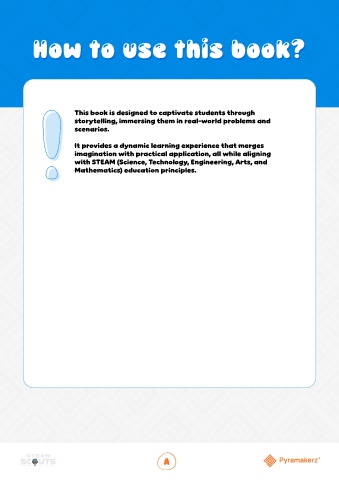 How to use this book?
This book is designed to captivate students through
storytelling, immersing them in real-world problems and
scenarios.
It provides a dynamic learning experience that merges
imagination with practical application, all while aligning
with STEAM (Science, Technology, Engineering, Arts, and
Mathematics) education principles.
STEAM
SCOUTS
A
Pyramakerz